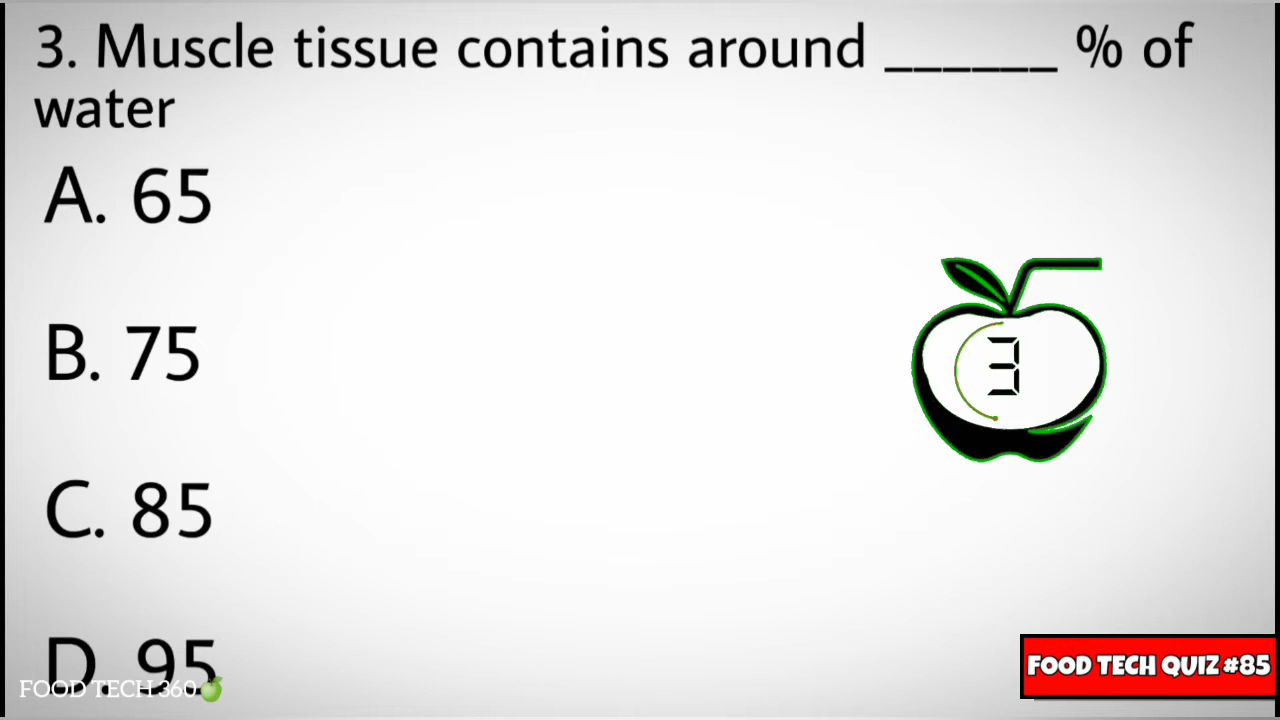 3. Muscle tissue contains around ______ % of
water
A. 65
B. 75
3
C. 85
D. 95
FOOD TECH 360
FOOD TECH QUIZ #85